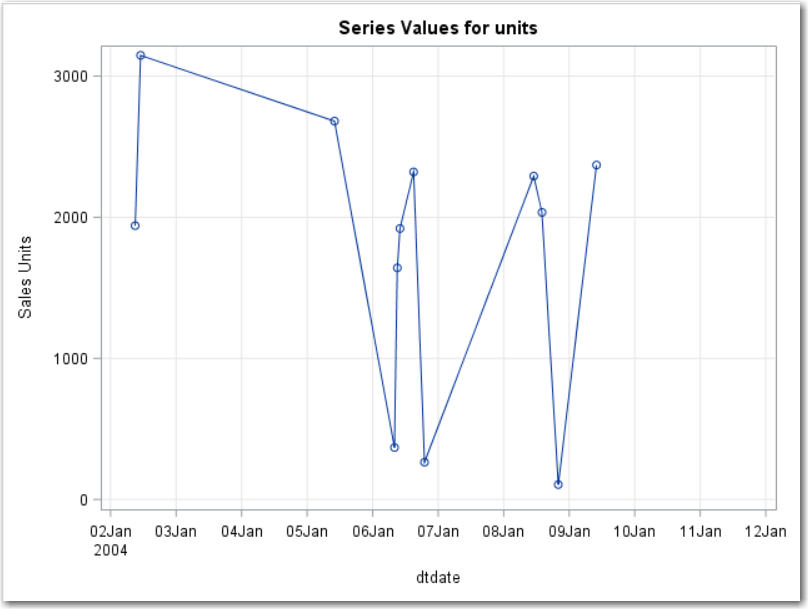 Series Values for units
3000
2000
1000
0
Sales Units
02Jan 03Jan 04Jan 05Jan 06Jan 07Jan 08Jan 09Jan 10Jan 11Jan 12Jan
2004
dtdate